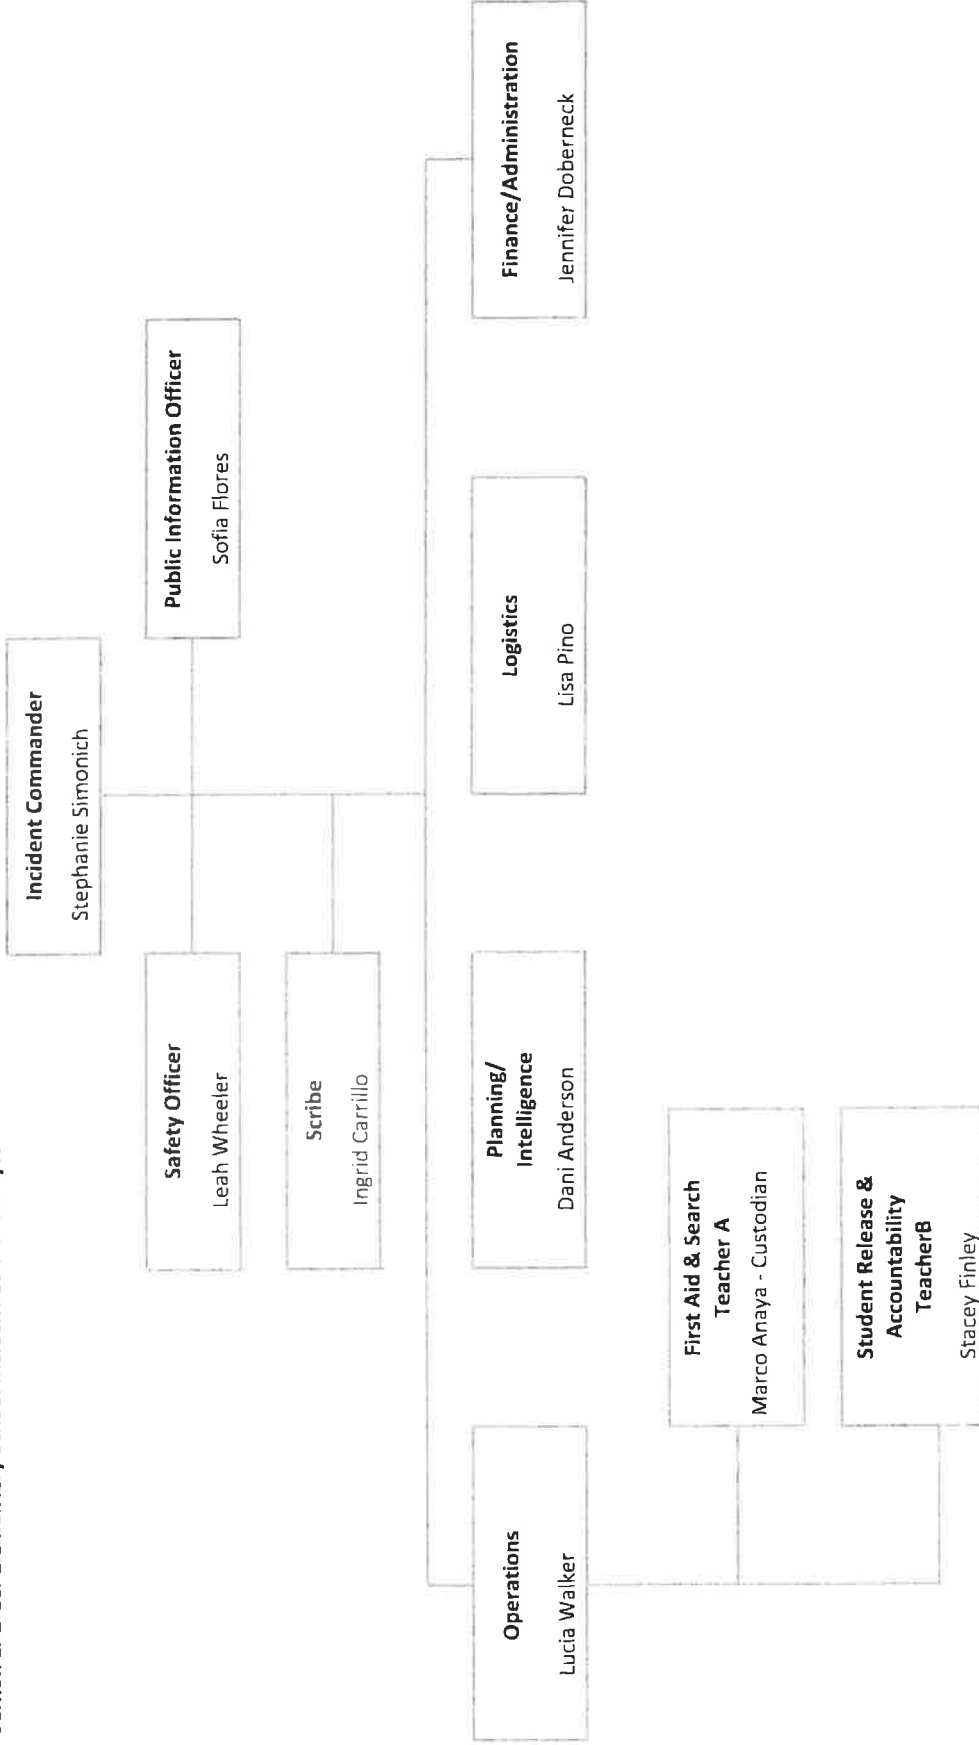 Incident Commander
Stephanie Simonich
Safety Officer
Leah Wheeler
Public Information Officer
Sofia Flores
Scribe
Ingrid Carrillo
Operations
Lucia Walker
Planning/
Intelligence
Dani Anderson
Logistics
Lisa Pino
Finance/Administration
Jennifer Doberneck
First Aid & Search
Teacher A
Marco Anaya - Custodian
Student Release &
Accountability
TeacherB
Stacey Finley